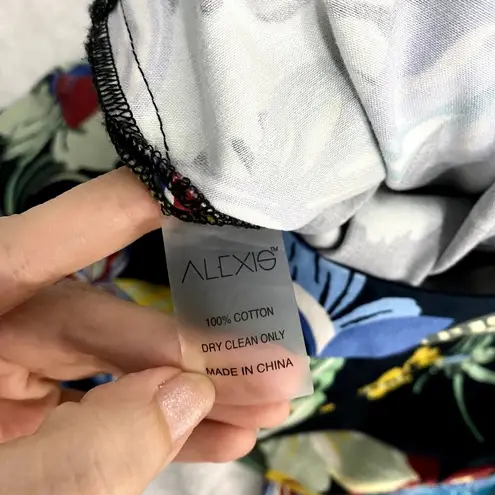 ALEXIS™
100% COTTON
DRY CLEAN ONLY
MADE IN CHINA